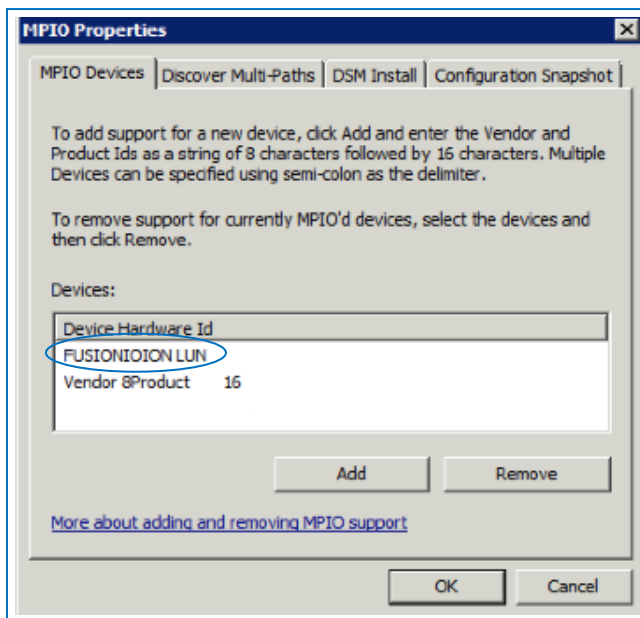 MPIO Properties
MPIO Devices Discover Multi-Paths DSM Install Configuration Snapshot
To add support for a new device, click Add and enter the Vendor and
Product Ids as a string of 8 characters followed by 16 characters. Multiple
Devices can be specified using semi-colon as the delimiter.
To remove support for currently MPIO'd devices, select the devices and
then click Remove.
Devices:
Device Hardware Id
FUSIONIOION LUN
Vendor 8Product 16
Add Remove
More about adding and removing MPIO support
OK Cancel